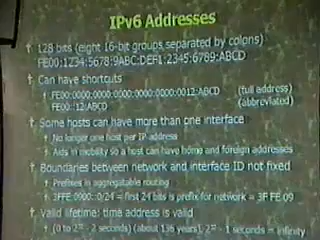 IPv6 Addresses
† 128 bits (eight 16-bit groups separated by colons)
FE00:1234:5678:9ABC:DEF1:2345:6789:ABCD
† Can have shortcuts
† FE00:0000:0000:0000:0000:0000:0012:ABCD (full address)
FE00::12:ABCD (abbreviated)
† Some hosts can have more than one interface
† No longer one host per IP address
† Aids in mobility so a host can have home and foreign addresses
† Boundaries between network and interface ID not fixed
† Prefixes in aggregatable routing
† 3FFE:0900::0/24 = first 24 bits is prefix for network = 3F FE 09
† Valid lifetime: time address is valid
† (0 to 2³² - 2 seconds) (about 136 years), 2³² - 1 seconds = infinity